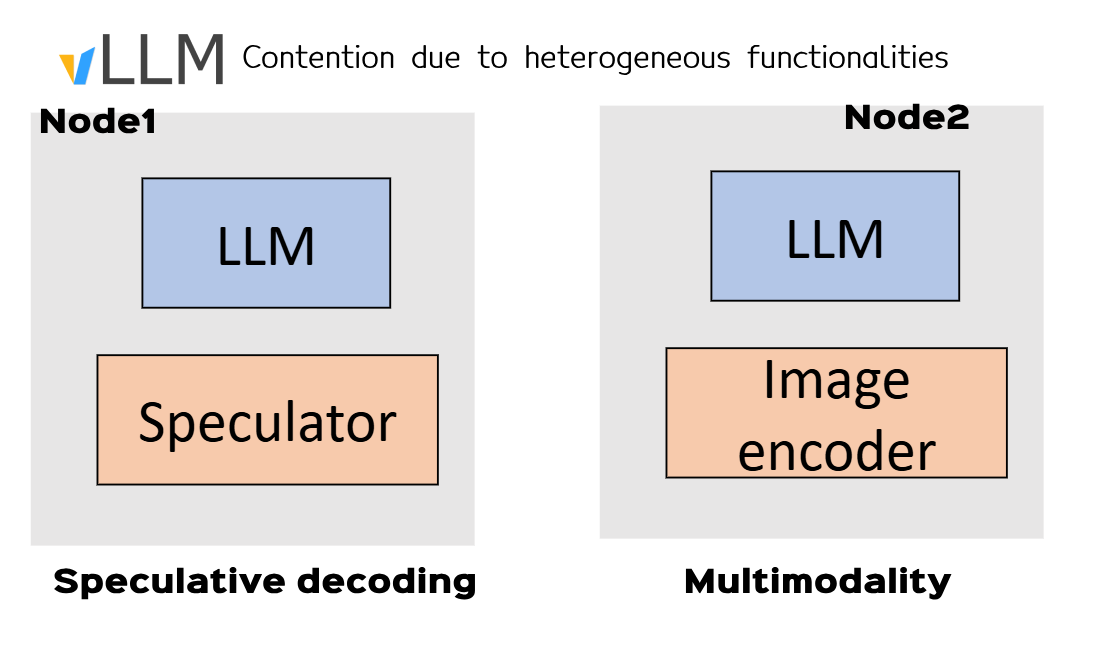 vLLM Contention due to heterogeneous functionalities
Node1
LLM
Speculator
Speculative decoding
Node2
LLM
Image
encoder
Multimodality